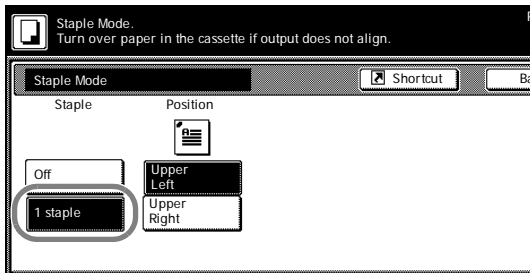 Staple Mode.
Turn over paper in the cassette if output does not align.
Staple Mode
Shortcut
Ba
Staple
Position
Off
Upper
Left
1 staple
Upper
Right